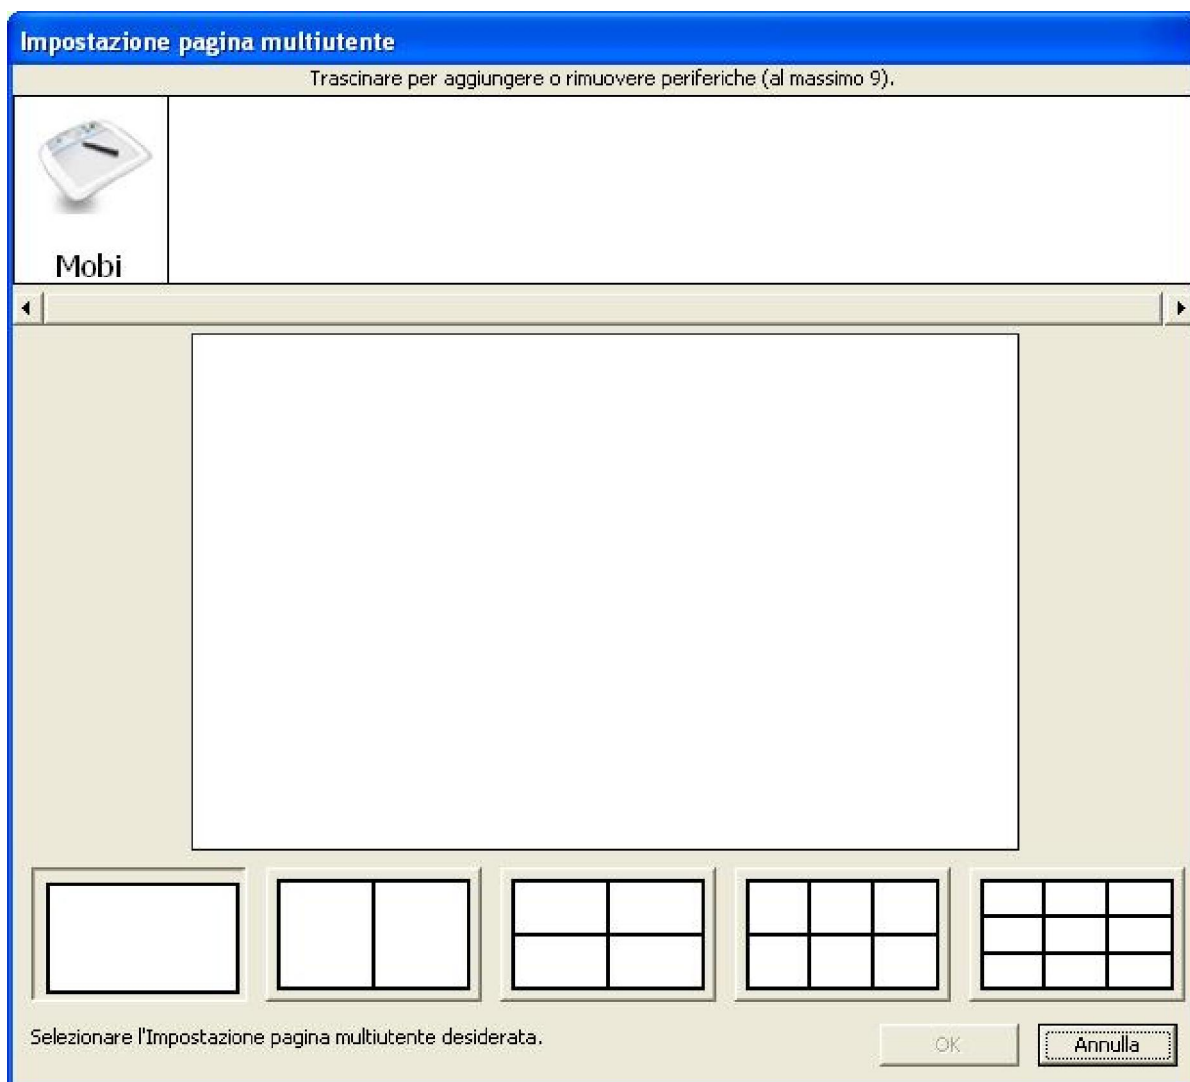 Impostazione pagina multiutente
Trascinare per aggiungere o rimuovere periferiche (al massimo 9).
Mobi
Selezionare l'Impostazione pagina multiutente desiderata.
OK
Annulla